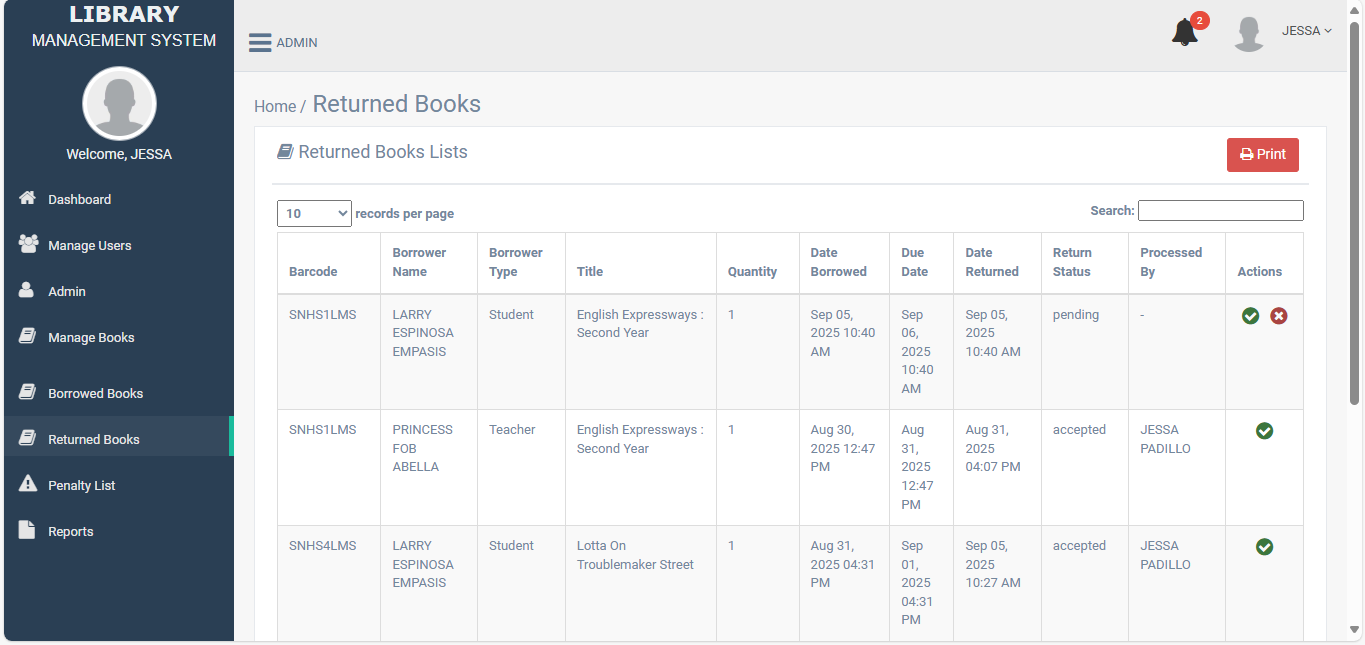 LIBRARY
MANAGEMENT SYSTEM
Welcome, JESSA
Dashboard
Manage Users
Admin
Manage Books
Borrowed Books
Returned Books
Penalty List
Reports
ADMIN
2
JESSA
Home / Returned Books
Returned Books Lists
Print
10 records per page
Search:
Barcode
Borrower
Name
Borrower
Type
Title
Quantity
Date
Borrowed
Due
Date
Date
Returned
Return
Status
Processed
By
Actions
SNHS1LMS
LARRY
ESPINOSA
EMPASIS
Student
English Expressways :
Second Year
1
Sep 05,
2025 10:40
AM
Sep
06,
2025
10:40
AM
Sep 05,
2025
10:40 AM
pending
-
SNHS1LMS
PRINCESS
FOB
ABELLA
Teacher
English Expressways :
Second Year
1
Aug 30,
2025 12:47
PM
Aug
31,
2025
12:47
PM
Aug 31,
2025
04:07 PM
accepted
JESSA
PADILLO
SNHS4LMS
LARRY
ESPINOSA
EMPASIS
Student
Lotta On
Troublemaker Street
1
Aug 31,
2025 04:31
PM
Sep
01,
2025
04:31
PM
Sep 05,
2025
10:27 AM
accepted
JESSA
PADILLO